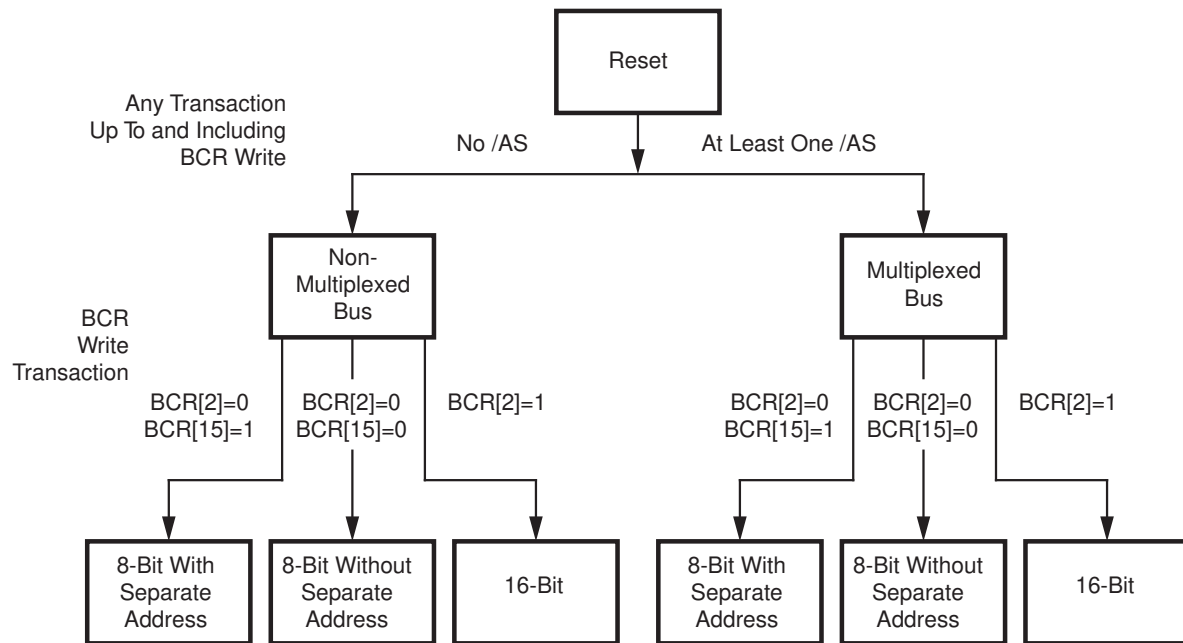 Reset
Any Transaction
Up To and Including
BCR Write
No /AS
At Least One /AS
Non-
Multiplexed
Bus
Multiplexed
Bus
BCR
Write
Transaction
BCR[2]=0
BCR[15]=1
BCR[2]=0
BCR[15]=0
BCR[2]=1
BCR[2]=0
BCR[15]=1
BCR[2]=0
BCR[15]=0
BCR[2]=1
8-Bit With
Separate
Address
8-Bit Without
Separate
Address
16-Bit
8-Bit With
Separate
Address
8-Bit Without
Separate
Address
16-Bit